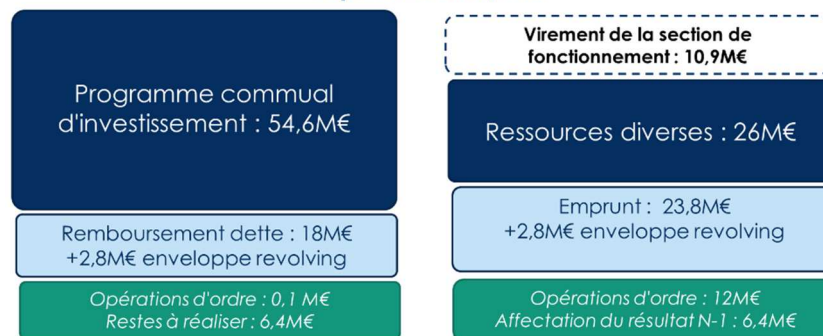 Programme commual
d'investissement : 54,6M€
Remboursement dette : 18M€
+2,8M€ enveloppe revolving
Opérations d'ordre : 0,1 M€
Restes à réaliser : 6,4M€
Virement de la section de
fonctionnement : 10,9M€
Ressources diverses : 26M€
Emprunt : 23,8M€
+2,8M€ enveloppe revolving
Opérations d'ordre : 12M€
Affectation du résultat N-1 : 6,4M€